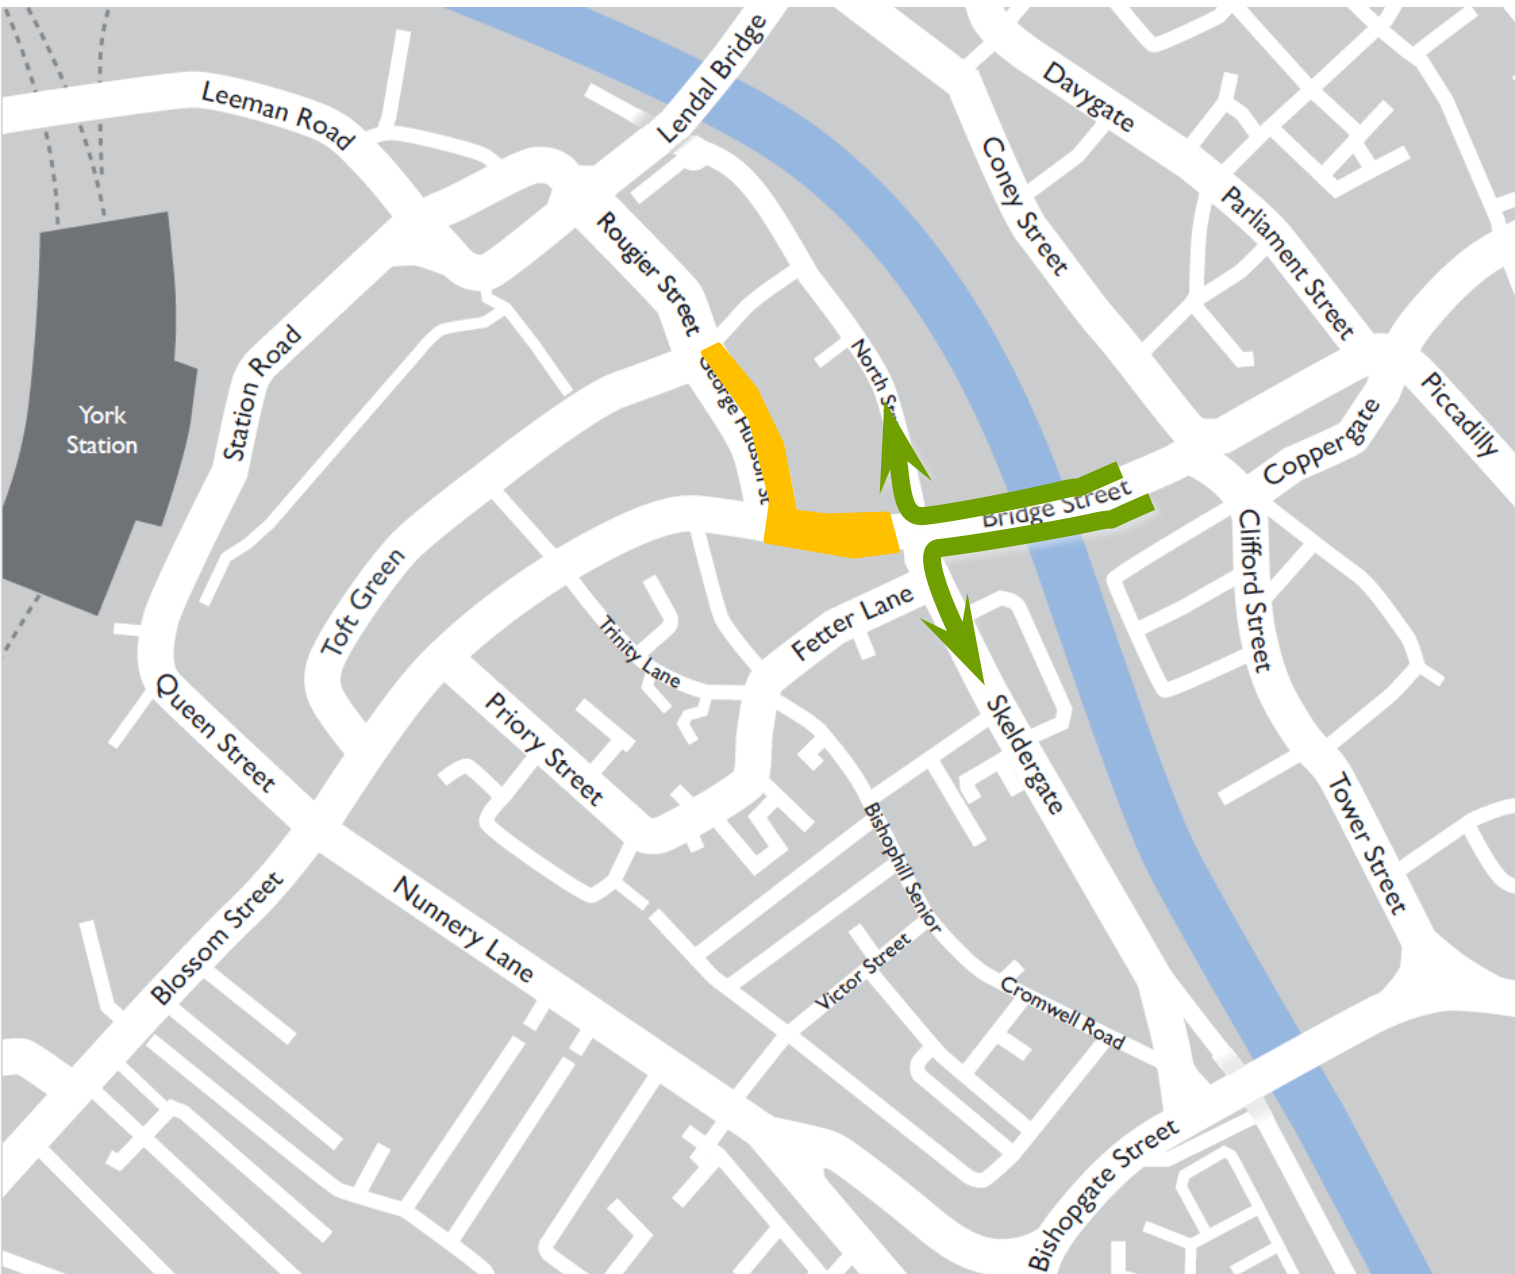 Lendal Bridge
Leeman Road
Davygate
Coney Street
Rougier Street
Parliament Street
Station Road
North St
George Hudson St
York
Station
Piccadilly
Coppergate
Bridge Street
Clifford Street
Toft Green
Fetter Lane
Trinity Lane
Queen Street
Priory Street
Skeldergate
Tower Street
Bishophill Senior
Blossom Street
Nunnery Lane
Victor Street
Cromwell Road
Bishopgate Street